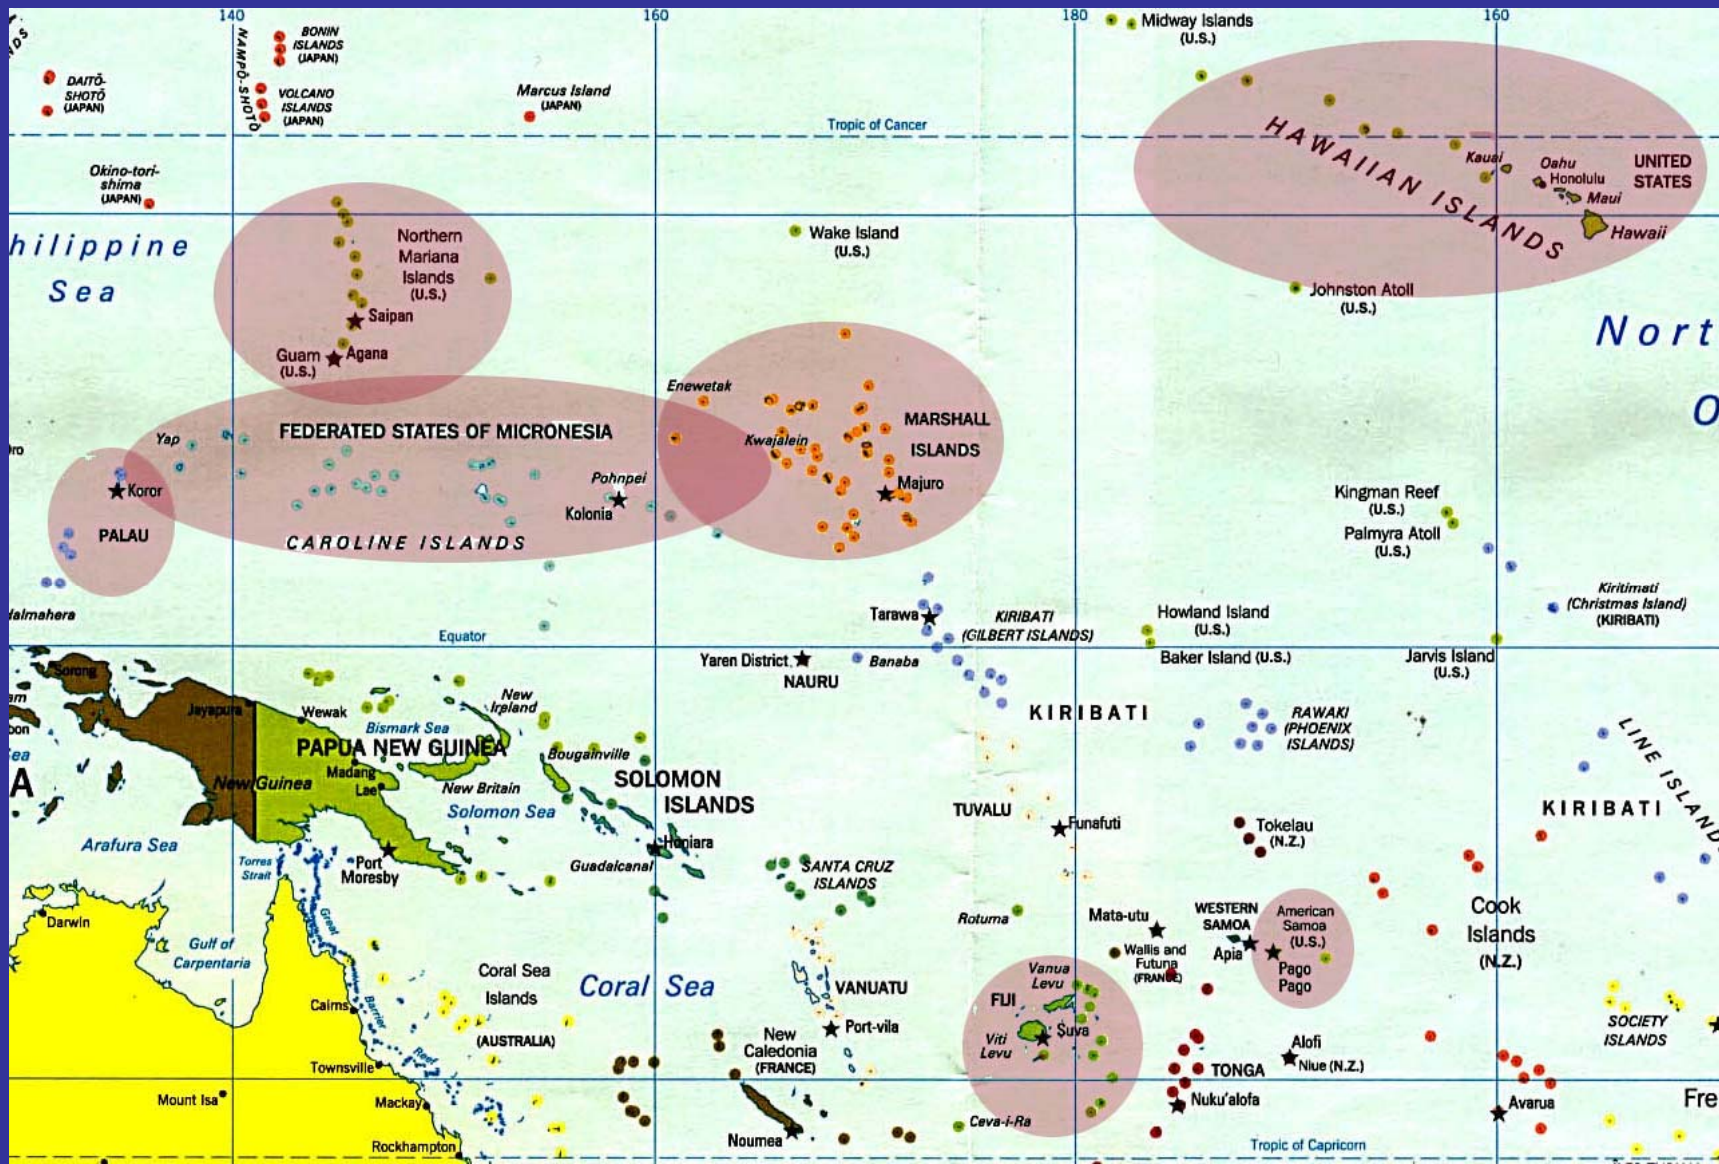 140
160
180
160
BONIN
ISLANDS
(JAPAN)
NAMPŌ-SHOTŌ
DAITŌ-
SHOTŌ
(JAPAN)
VOLCANO
ISLANDS
(JAPAN)
Marcus Island
(JAPAN)
Midway Islands
(U.S.)
Tropic of Cancer
HAWAIIAN ISLANDS
Kauai
Oahu
Honolulu
Maui
Hawaii
UNITED
STATES
Okino-tori-
shima
(JAPAN)
hilippine
Sea
Northern
Mariana
Islands
(U.S.)
Saipan
Guam
(U.S.)
Agana
Wake Island
(U.S.)
Johnston Atoll
(U.S.)
Nort
O
Enewetak
Kwajalein
MARSHALL
ISLANDS
Majuro
Yap
FEDERATED STATES OF MICRONESIA
Pohnpei
Kolonia
CAROLINE ISLANDS
Koror
PALAU
Kingman Reef
(U.S.)
Palmyra Atoll
(U.S.)
Kiritimati
(Christmas Island)
(KIRIBATI)
Halmahera
Equator
Tarawa
KIRIBATI
(GILBERT ISLANDS)
Howland Island
(U.S.)
Baker Island (U.S.)
Jarvis Island
(U.S.)
Yaren District
NAURU
Banaba
Sorong
Jayapura
Wewak
Bismark Sea
New
Ireland
PAPUA NEW GUINEA
New Guinea
Madang
Lae
New Britain
Bougainville
SOLOMON
ISLANDS
Solomon Sea
KIRIBATI
RAWAKI
(PHOENIX
ISLANDS)
LINE ISLAND
KIRIBATI
TUVALU
Funafuti
Tokelau
(N.Z.)
A
Arafura Sea
Torres
Strait
Port
Moresby
Guadalcanal
Honiara
SANTA CRUZ
ISLANDS
Rotuma
Mata-utu
Wallis and
Futuna
(FRANCE)
WESTERN
SAMOA
Apia
American
Samoa
(U.S.)
Pago
Pago
Cook
Islands
(N.Z.)
Darwin
Gulf of
Carpentaria
Great
Barrier
Reef
Cairns
Coral Sea
Islands
(AUSTRALIA)
Coral Sea
VANUATU
Port-vila
FIJI
Vanua
Levu
Viti
Levu
Suva
SOCIETY
ISLANDS
New
Caledonia
(FRANCE)
Noumea
Townsville
Mount Isa
Mackay
Rockhampton
TONGA
Nuku'alofa
Alofi
Niue (N.Z.)
Avarua
Fre
Ceva-i-Ra
Tropic of Capricorn